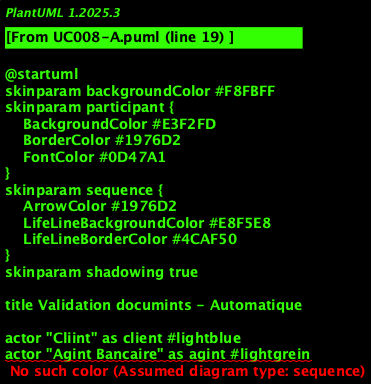 PlantUML 1.2025.3
[From UC008-A.puml (line 19) ]
@startuml
skinparam backgroundColor #F8FBFF
skinparam participant {
    BackgroundColor #E3F2FD
    BorderColor #1976D2
    FontColor #0D47A1
}
skinparam sequence {
    ArrowColor #1976D2
    LifeLineBackgroundColor #E8F5E8
    LifeLineBorderColor #4CAF50
}
skinparam shadowing true
title Validation documints - Automatique
actor "Cliint" as client #lightblue
actor "Agint Bancaire" as agint #lightgrein
No such color (Assumed diagram type: sequence)